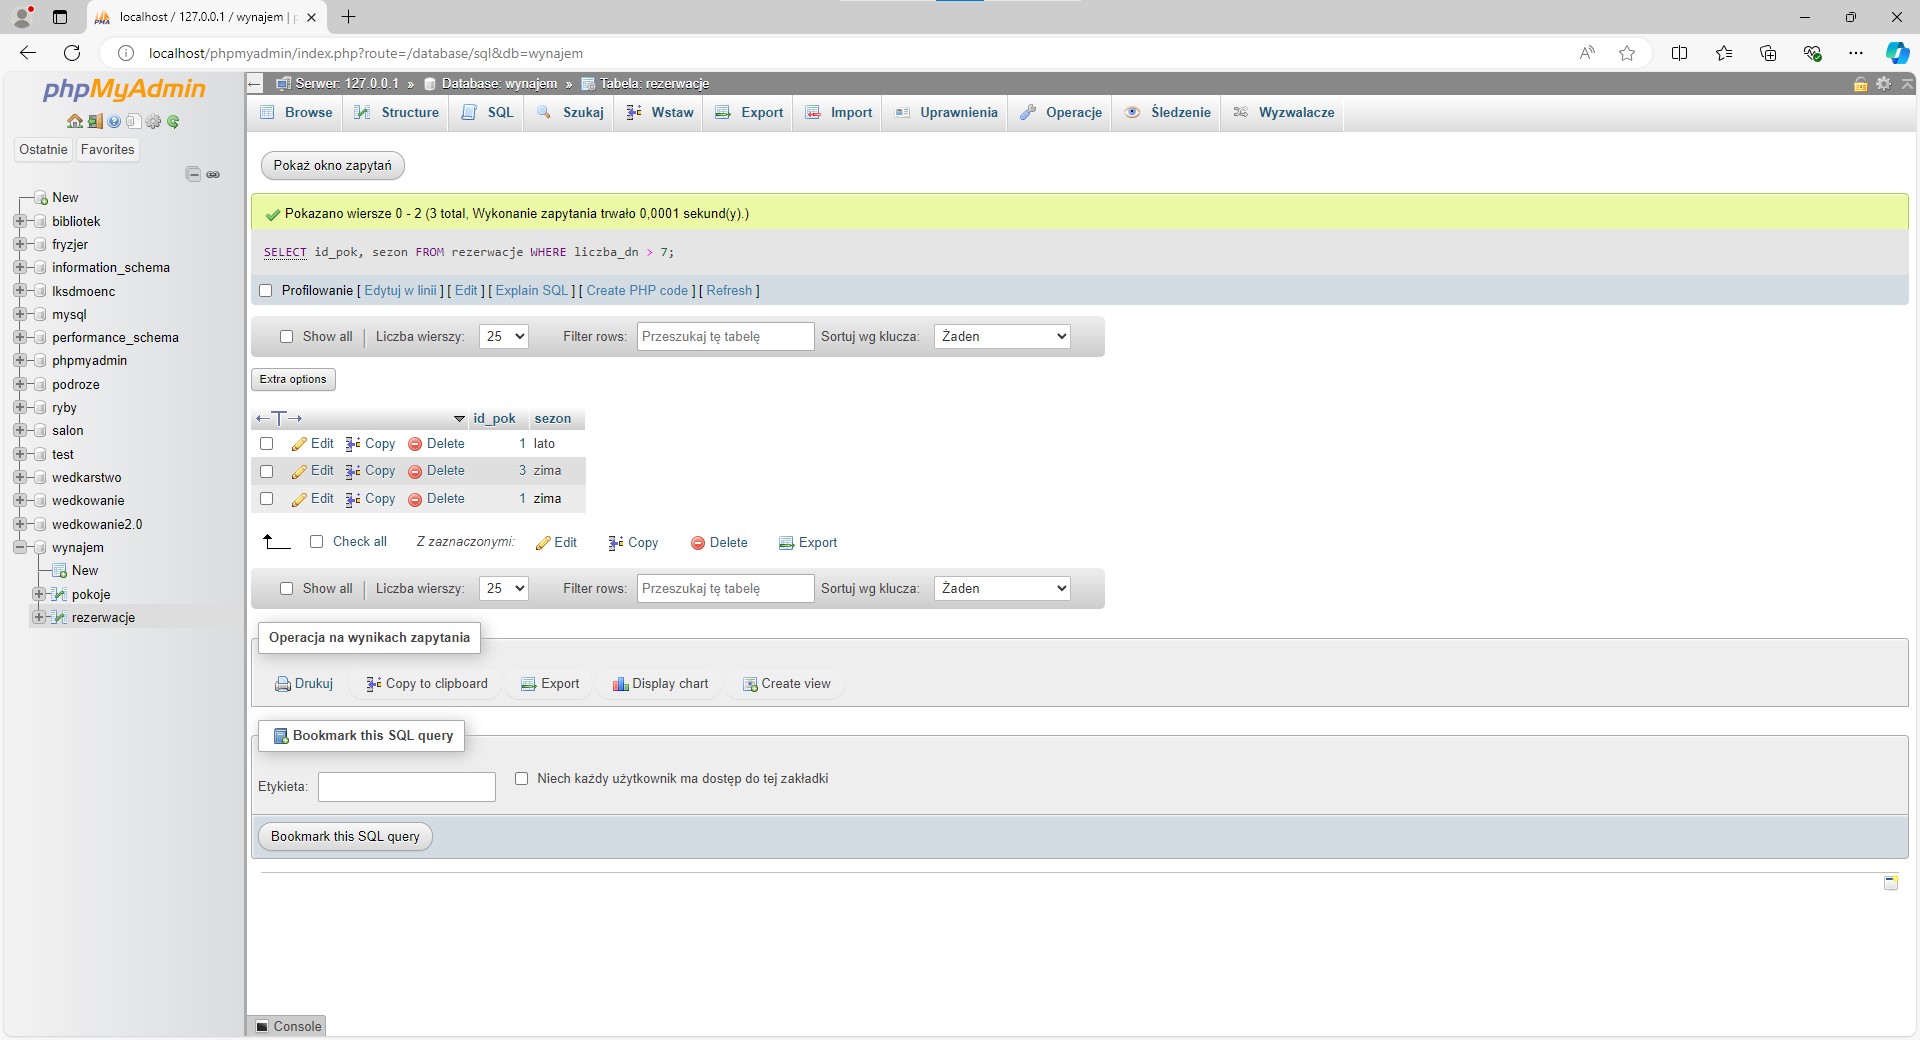 localhost / 127.0.0.1 / wynajem | p
localhost/phpmyadmin/index.php?route=/database/sql&db=wynajem
phpMyAdmin
Ostatnie Favorites
New
bibliotek
fryzjer
information_schema
lksdmoenc
mysql
performance_schema
phpmyadmin
podroze
ryby
salon
test
wedkarstwo
wedkowanie
wedkowanie2.0
wynajem
New
pokoje
rezerwacje
Serwer: 127.0.0.1 » Database: wynajem » Tabela: rezerwacje
Browse Structure SQL Szukaj Wstaw Export Import Uprawnienia Operacje Śledzenie Wyzwalacze
Pokaż okno zapytań
Pokazano wiersze 0 - 2 (3 total, Wykonanie zapytania trwało 0,0001 sekund(y).)
SELECT id_pok, sezon FROM rezerwacje WHERE liczba_dn > 7;
Profilowanie [ Edytuj w linii ] [ Edit ] [ Explain SQL ] [ Create PHP code ] [ Refresh ]
Show all | Liczba wierszy: 25 Filter rows: Przeszukaj tę tabelę Sortuj wg klucza: Żaden
Extra options
←T→ id_pok sezon
Edit Copy Delete 1 lato
Edit Copy Delete 3 zima
Edit Copy Delete 1 zima
Check all Z zaznaczonymi: Edit Copy Delete Export
Show all | Liczba wierszy: 25 Filter rows: Przeszukaj tę tabelę Sortuj wg klucza: Żaden
Operacja na wynikach zapytania
Drukuj Copy to clipboard Export Display chart Create view
Bookmark this SQL query
Etykieta: Niech każdy użytkownik ma dostęp do tej zakładki
Bookmark this SQL query
Console